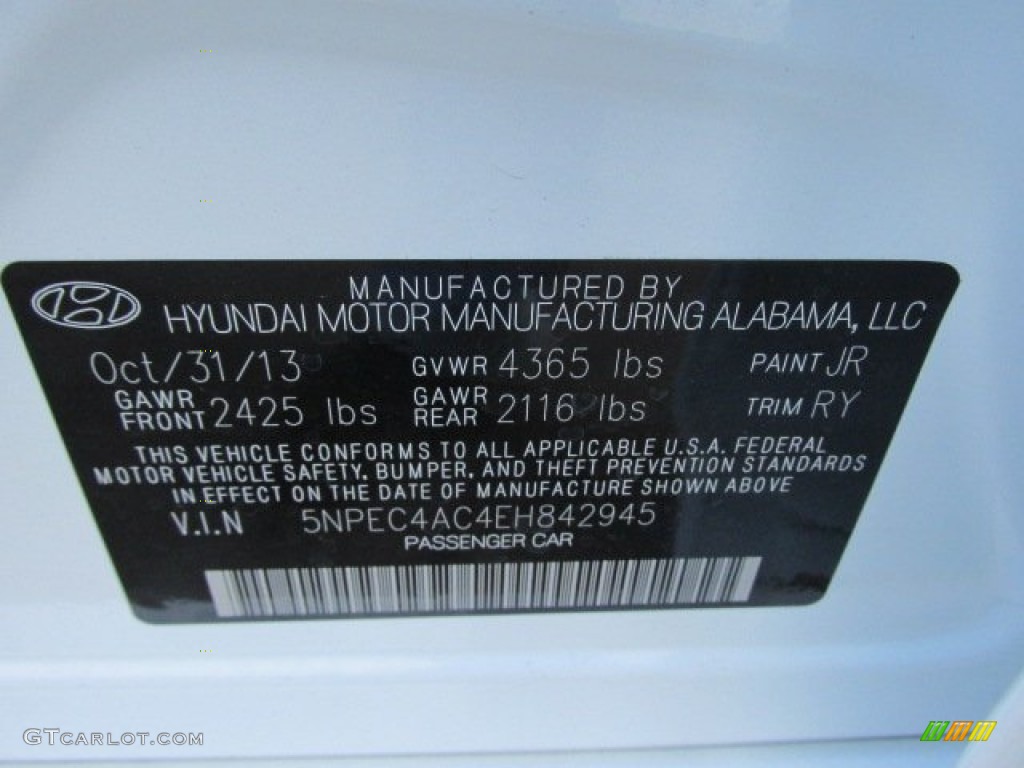 MANUFACTURED BY
HYUNDAI MOTOR MANUFACTURING ALABAMA, LLC
Oct/31/13 GVWR 4365 lbs PAINT JR
GAWR FRONT 2425 lbs GAWR REAR 2116 lbs TRIM RY
THIS VEHICLE CONFORMS TO ALL APPLICABLE U.S.A. FEDERAL
MOTOR VEHICLE SAFETY, BUMPER, AND THEFT PREVENTION STANDARDS
IN EFFECT ON THE DATE OF MANUFACTURE SHOWN ABOVE
V.I.N 5NPEC4AC4EH842945
PASSENGER CAR
GTCARLOT.COM